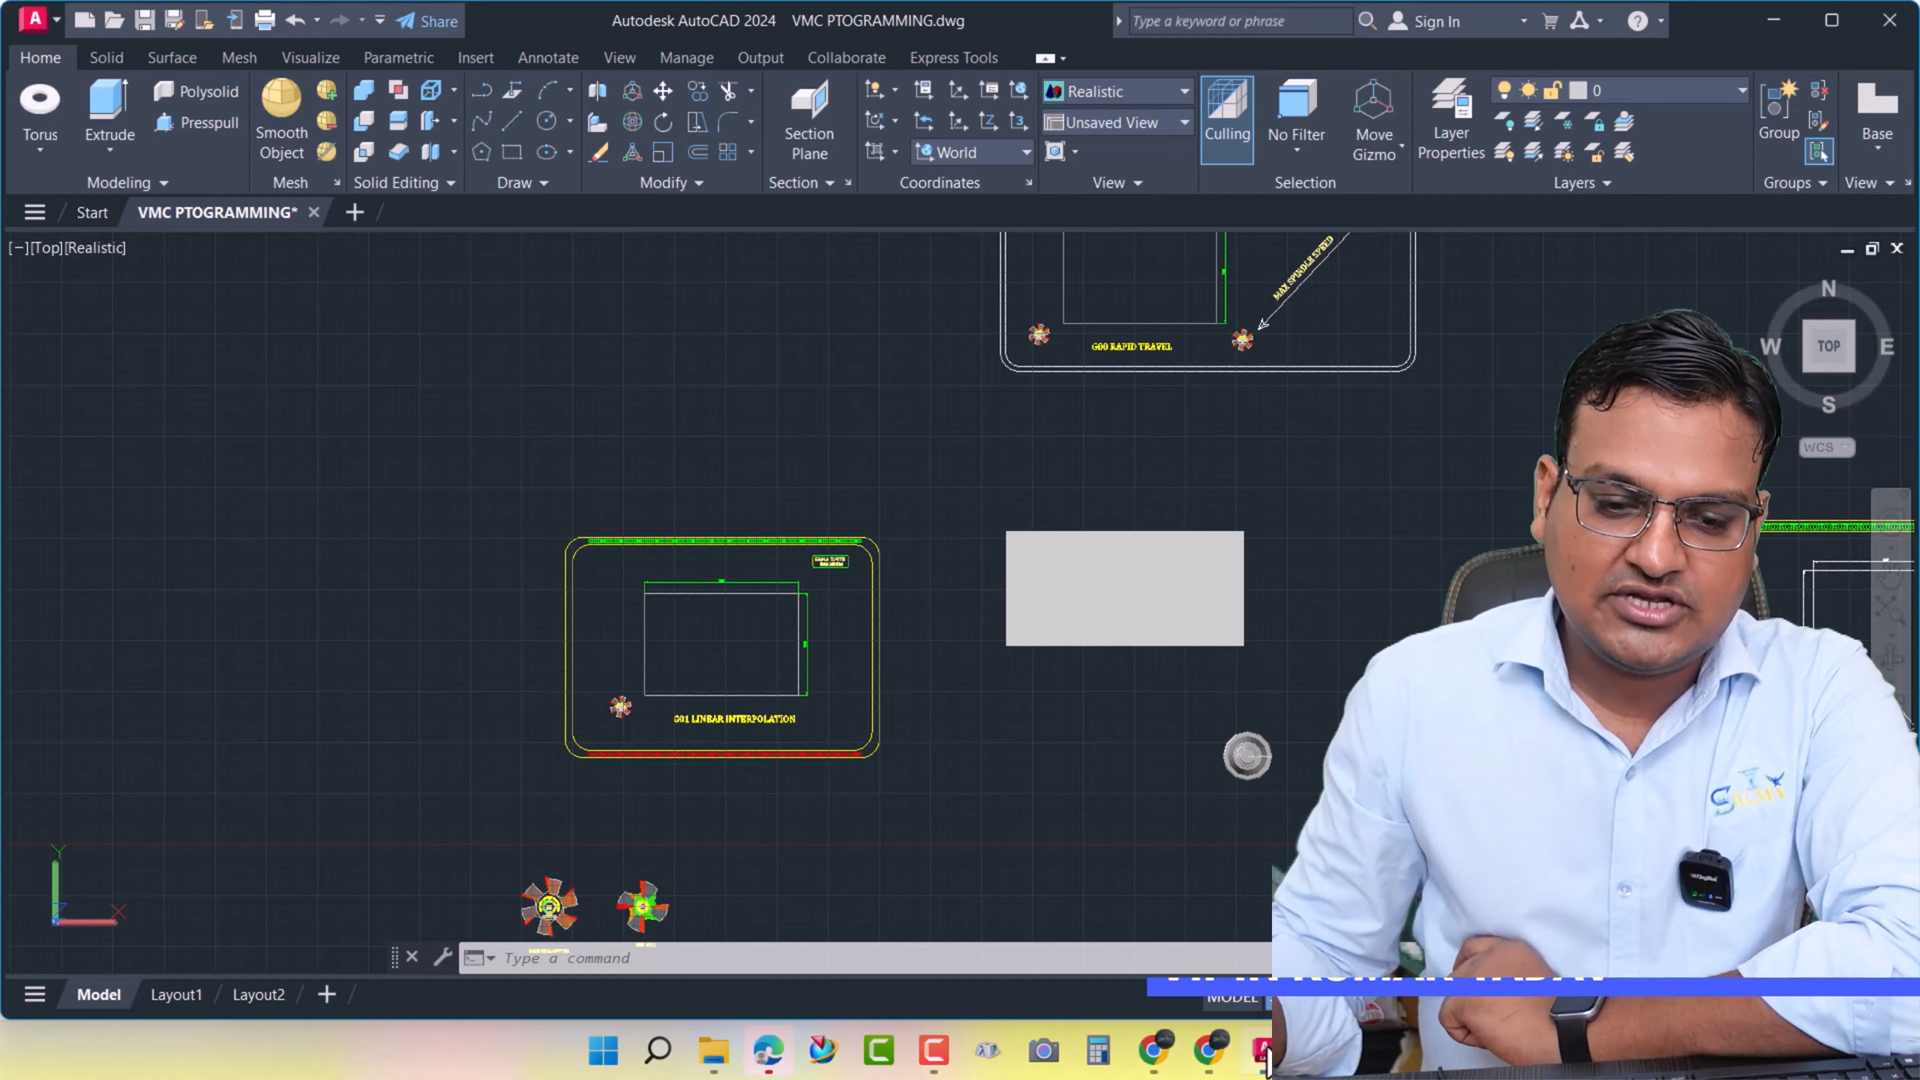 Share
Autodesk AutoCAD 2024 VMC PTOGRAMMING.dwg
Type a keyword or phrase
Sign In
Home Solid Surface Mesh Visualize Parametric Insert Annotate View Manage Output Collaborate Express Tools
Torus
Extrude
Polysolid
Presspull
Smooth
Object
Section
Plane
World
Realistic
Unsaved View
Culling
No Filter
Move
Gizmo
Layer
Properties
0
Group
Base
Modeling Mesh Solid Editing Draw Modify Section Coordinates View Selection Layers Groups View
Start VMC PTOGRAMMING*
[−][Top][Realistic]
MAX SPINDLE SPEED
G00 RAPID TRAVEL
N
W TOP E
S
WCS
G01 LINEAR INTERPOLATION
Y
X
Type a command
Model Layout1 Layout2
MODEL